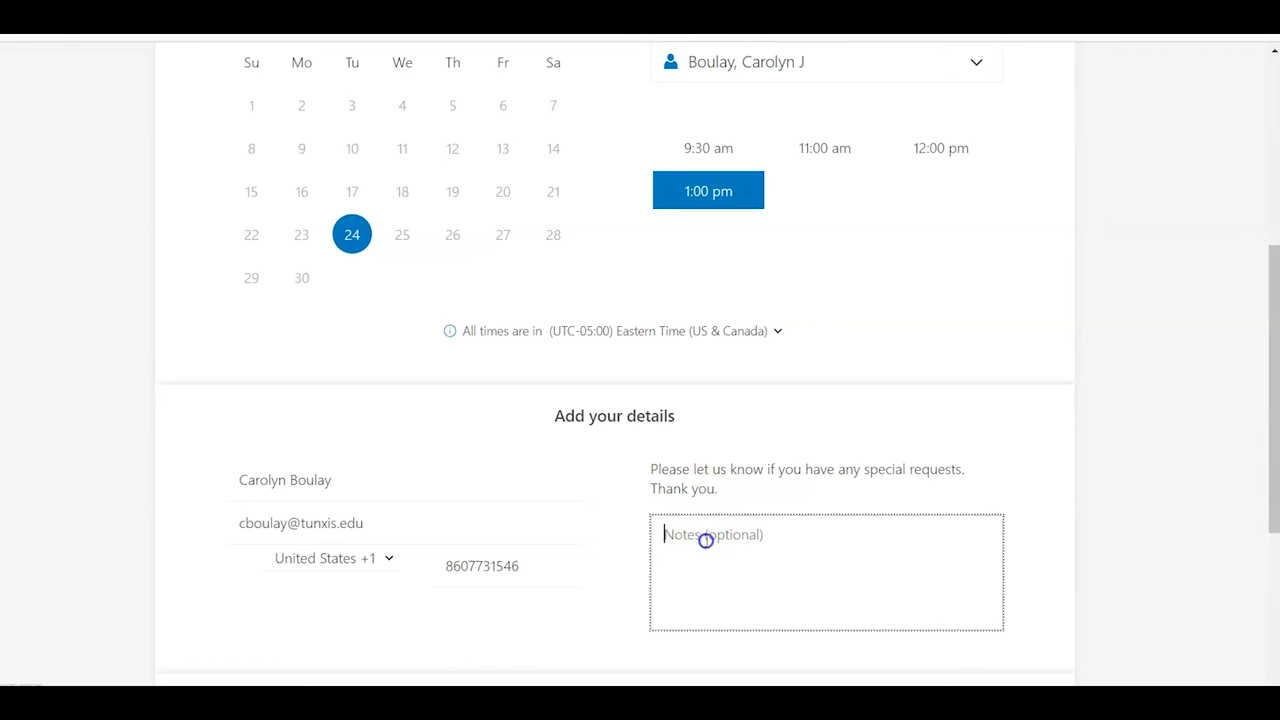 Su Mo Tu We Th Fr Sa
Boulay, Carolyn J
1 2 3 4 5 6 7
8 9 10 11 12 13 14
15 16 17 18 19 20 21
22 23 24 25 26 27 28
29 30
9:30 am 11:00 am 12:00 pm
1:00 pm
All times are in (UTC-05:00) Eastern Time (US & Canada)
Add your details
Carolyn Boulay
cboulay@tunxis.edu
United States +1 8607731546
Please let us know if you have any special requests.
Thank you.
Notes (optional)